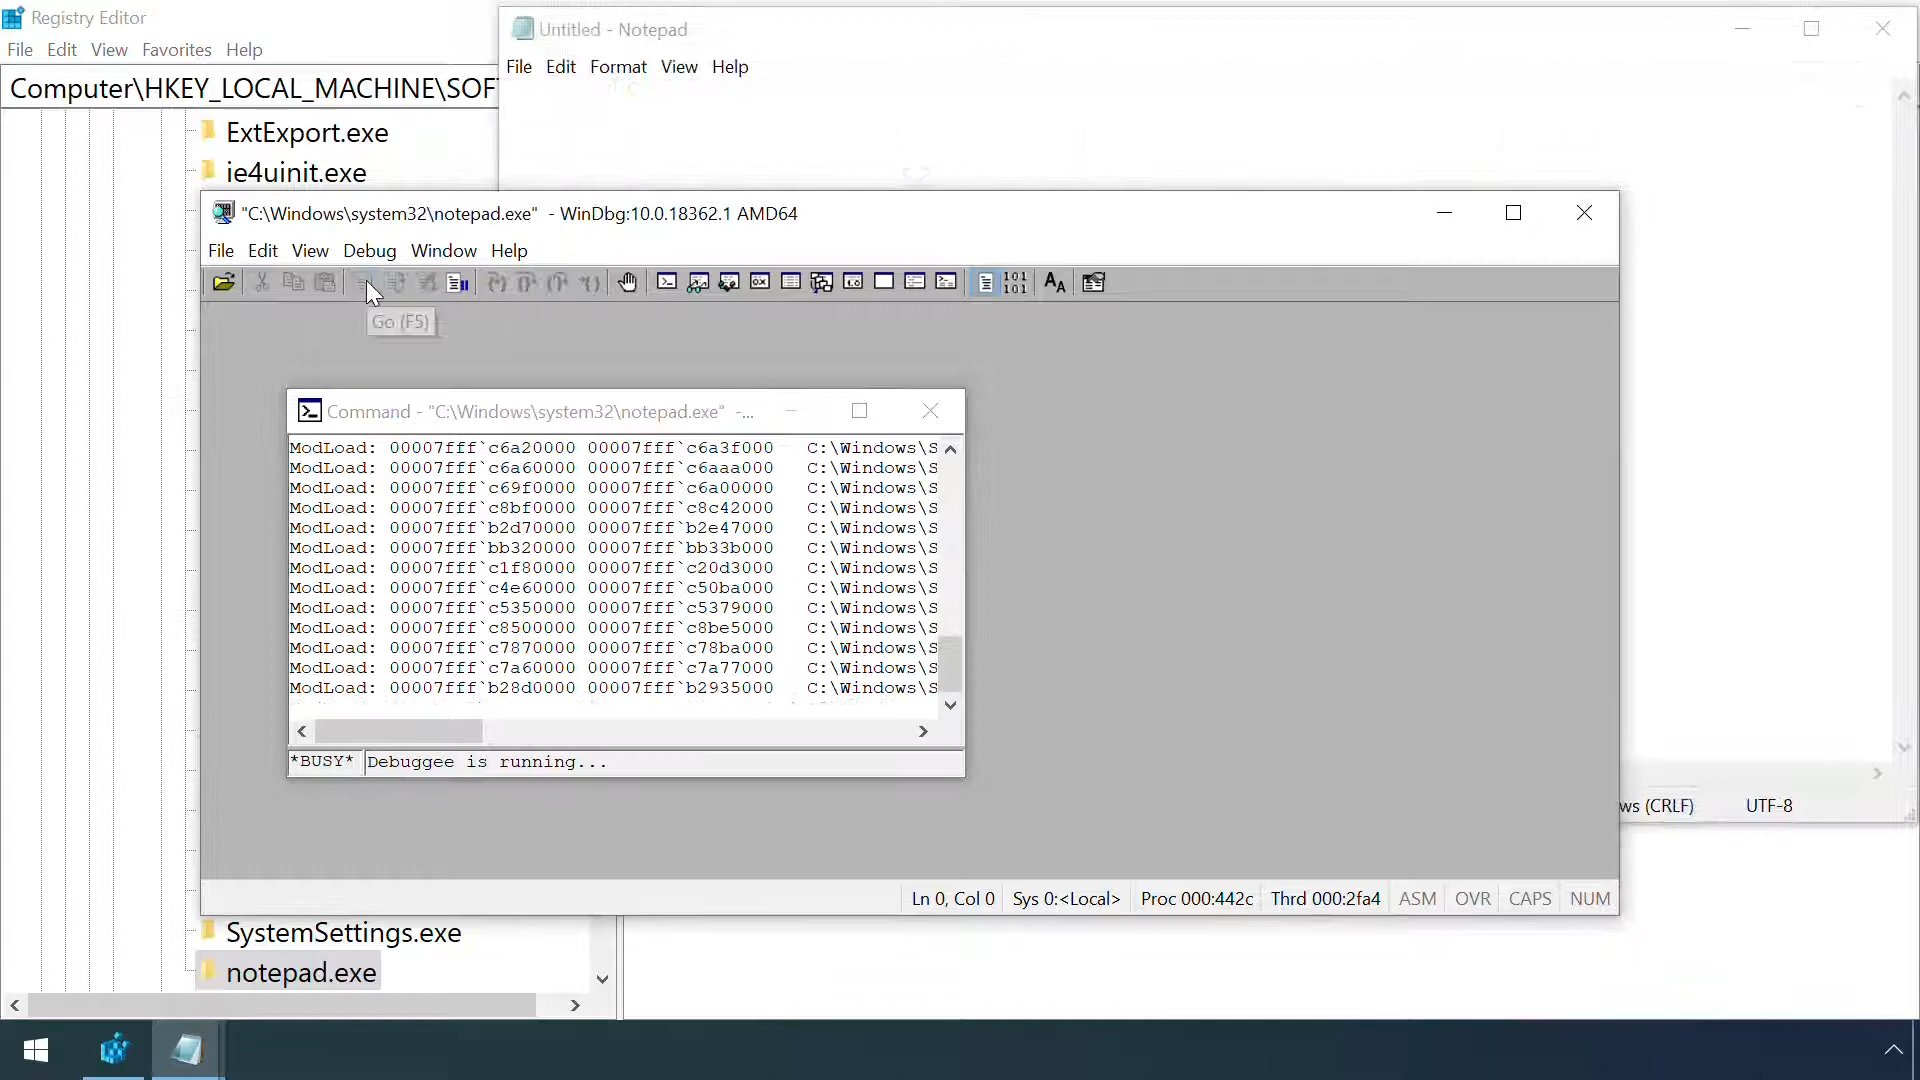 Registry Editor
File Edit View Favorites Help
Computer\HKEY_LOCAL_MACHINE\SOFT
ExtExport.exe
ie4uinit.exe
Untitled - Notepad
File Edit Format View Help
"C:\Windows\system32\notepad.exe" - WinDbg:10.0.18362.1 AMD64
File Edit View Debug Window Help
101
101
Go (F5)
Command - "C:\Windows\system32\notepad.exe" -...
ModLoad: 00007fff`c6a20000 00007fff`c6a3f000 C:\Windows\S
ModLoad: 00007fff`c6a60000 00007fff`c6aaa000 C:\Windows\S
ModLoad: 00007fff`c69f0000 00007fff`c6a00000 C:\Windows\S
ModLoad: 00007fff`c8bf0000 00007fff`c8c42000 C:\Windows\S
ModLoad: 00007fff`b2d70000 00007fff`b2e47000 C:\Windows\S
ModLoad: 00007fff`bb320000 00007fff`bb33b000 C:\Windows\S
ModLoad: 00007fff`c1f80000 00007fff`c20d3000 C:\Windows\S
ModLoad: 00007fff`c4e60000 00007fff`c50ba000 C:\Windows\S
ModLoad: 00007fff`c5350000 00007fff`c5379000 C:\Windows\S
ModLoad: 00007fff`c8500000 00007fff`c8be5000 C:\Windows\S
ModLoad: 00007fff`c7870000 00007fff`c78ba000 C:\Windows\S
ModLoad: 00007fff`c7a60000 00007fff`c7a77000 C:\Windows\S
ModLoad: 00007fff`b28d0000 00007fff`b2935000 C:\Windows\S
*BUSY* Debuggee is running...
ws (CRLF) UTF-8
Ln 0, Col 0 Sys 0:<Local> Proc 000:442c Thrd 000:2fa4 ASM OVR CAPS NUM
SystemSettings.exe
notepad.exe